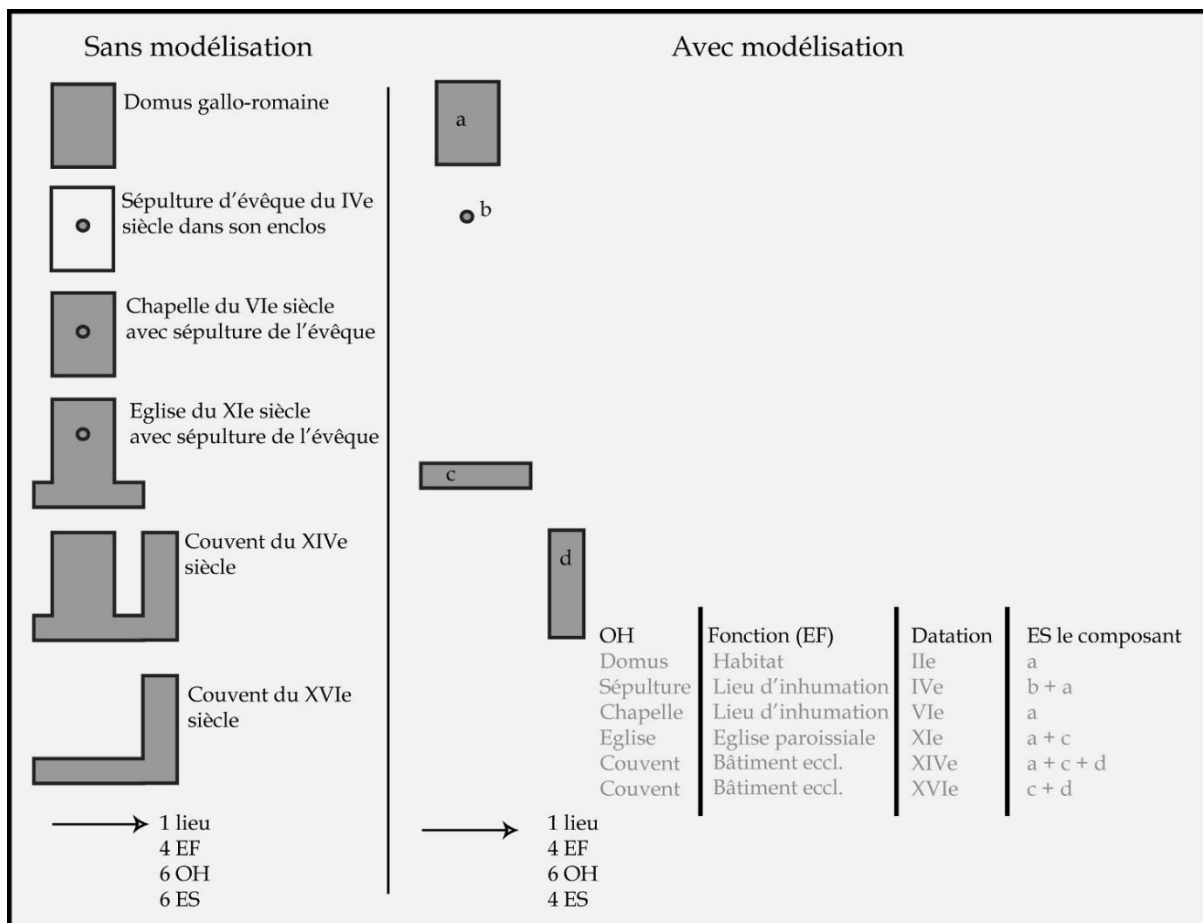 Sans modélisation
Domus gallo-romaine
Sépulture d'évêque du IVe
siècle dans son enclos
Chapelle du VIe siècle
avec sépulture de l'évêque
Eglise du XIe siècle
avec sépulture de l'évêque
Couvent du XIVe
siècle
Couvent du XVIe
siècle
1 lieu
4 EF
6 OH
6 ES
Avec modélisation
a
b
c
d
OH Fonction (EF) Datation ES le composant
Domus Habitat IIe a
Sépulture Lieu d'inhumation IVe b + a
Chapelle Lieu d'inhumation VIe a
Eglise Eglise paroissiale XIe a + c
Couvent Bâtiment eccl. XIVe a + c + d
Couvent Bâtiment eccl. XVIe c + d
1 lieu
4 EF
6 OH
4 ES